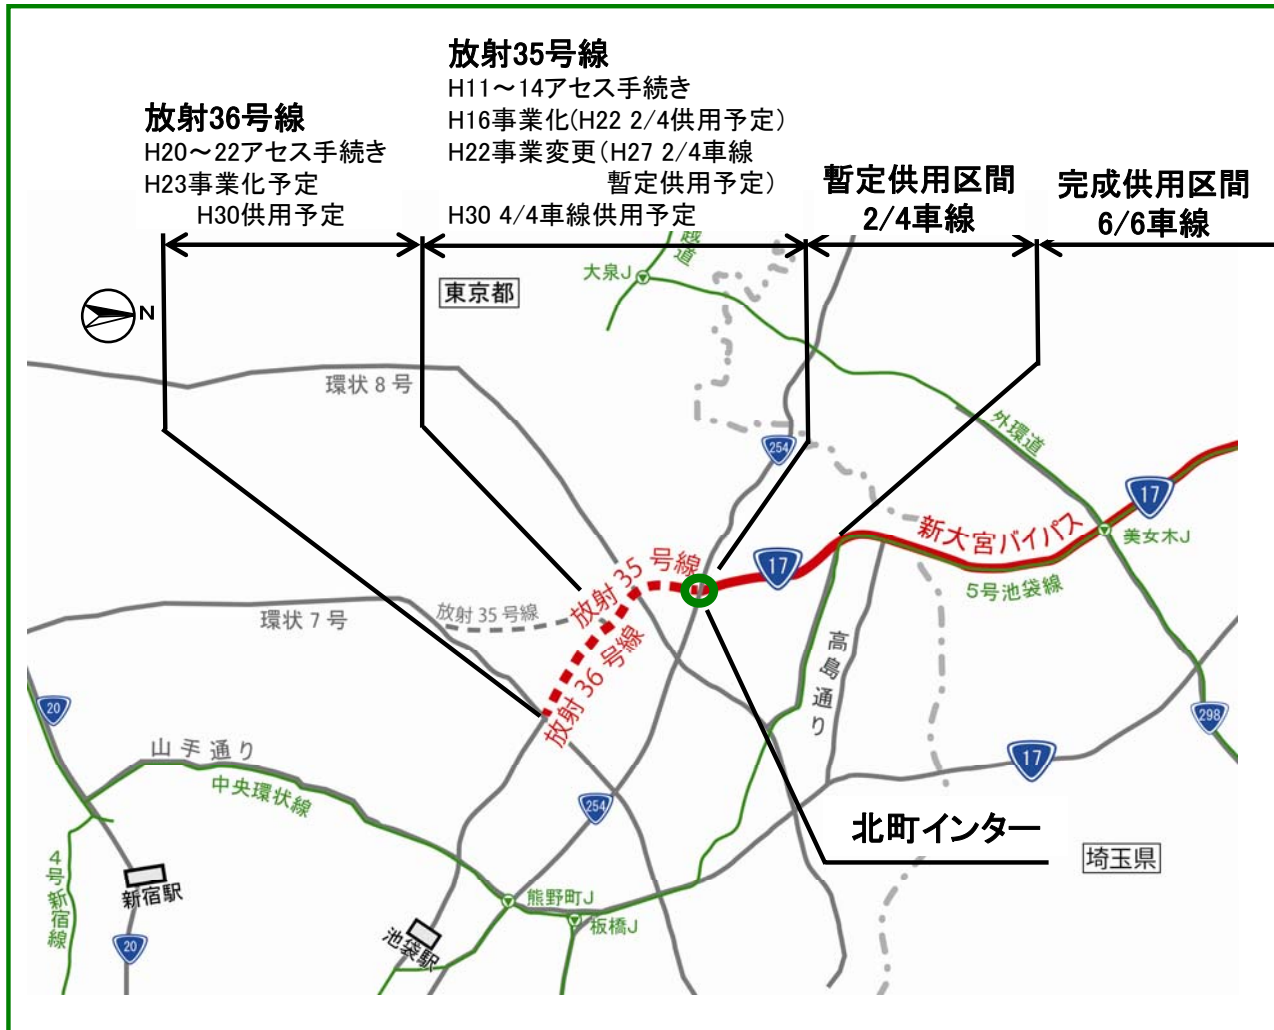 放射35号線
H11～14アセス手続き
H16事業化(H22 2/4供用予定)
H22事業変更(H27 2/4車線
暫定供用予定)
H30 4/4車線供用予定
放射36号線
H20～22アセス手続き
H23事業化予定
H30供用予定
暫定供用区間
2/4車線
完成供用区間
6/6車線
越道
大泉J
東京都
N
環状8号
254
外環道
17
新大宮バイパス
美女木J
17
5号池袋線
放射35号線
放射35号線
環状7号
放射36号線
高島通り
20
298
山手通り
17
中央環状線
254
北町インター
埼玉県
4号新宿線
新宿駅
熊野町J
板橋J
池袋駅
20